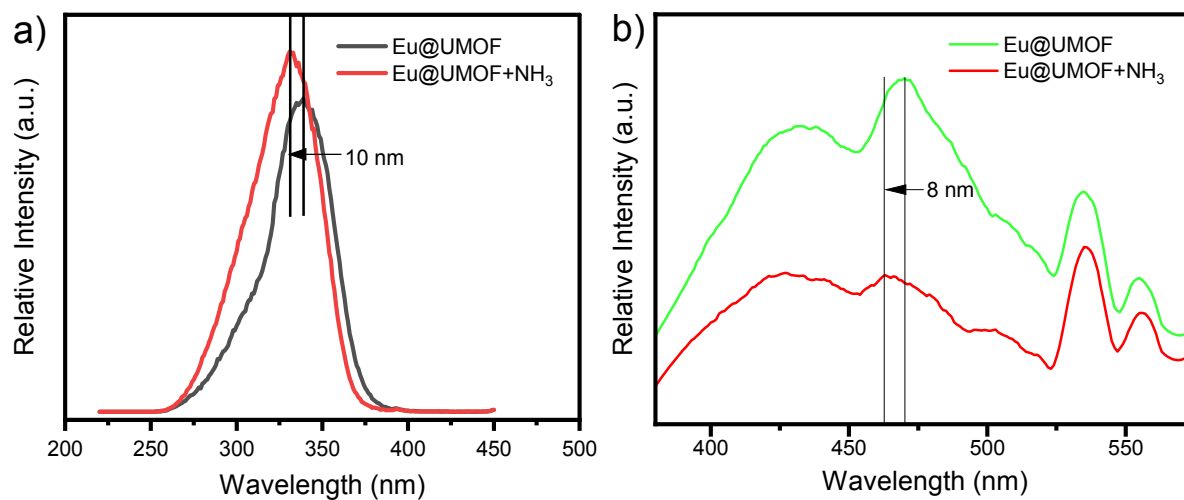 a)
Eu@UMOF
Eu@UMOF+NH₃
10 nm
Relative Intensity (a.u.)
200 250 300 350 400 450 500
Wavelength (nm)
b)
Eu@UMOF
Eu@UMOF+NH₃
8 nm
Relative Intensity (a.u.)
400 450 500 550
Wavelength (nm)